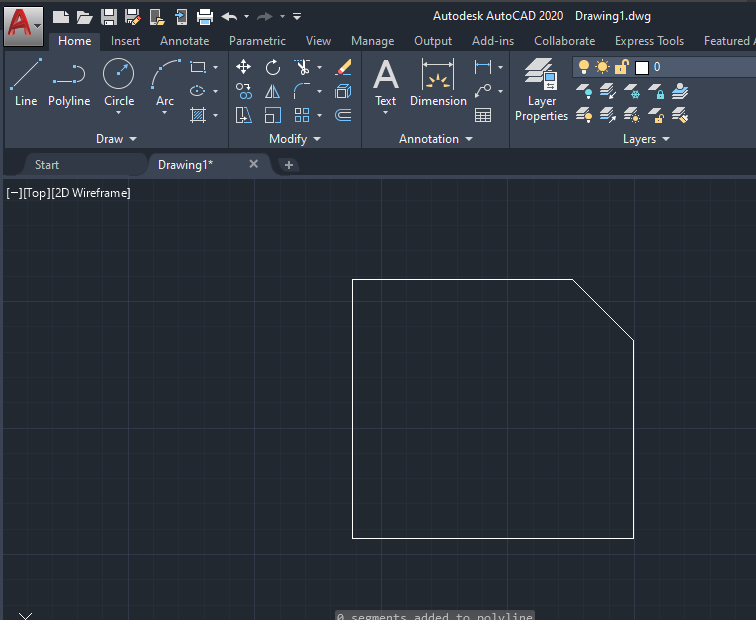 A
Autodesk AutoCAD 2020 Drawing1.dwg
Home Insert Annotate Parametric View Manage Output Add-ins Collaborate Express Tools Featured
Line Polyline Circle Arc
A
Text Dimension
Layer
Properties
0
Draw Modify Annotation Layers
Start Drawing1*
[−][Top][2D Wireframe]
0 segments added to polyline